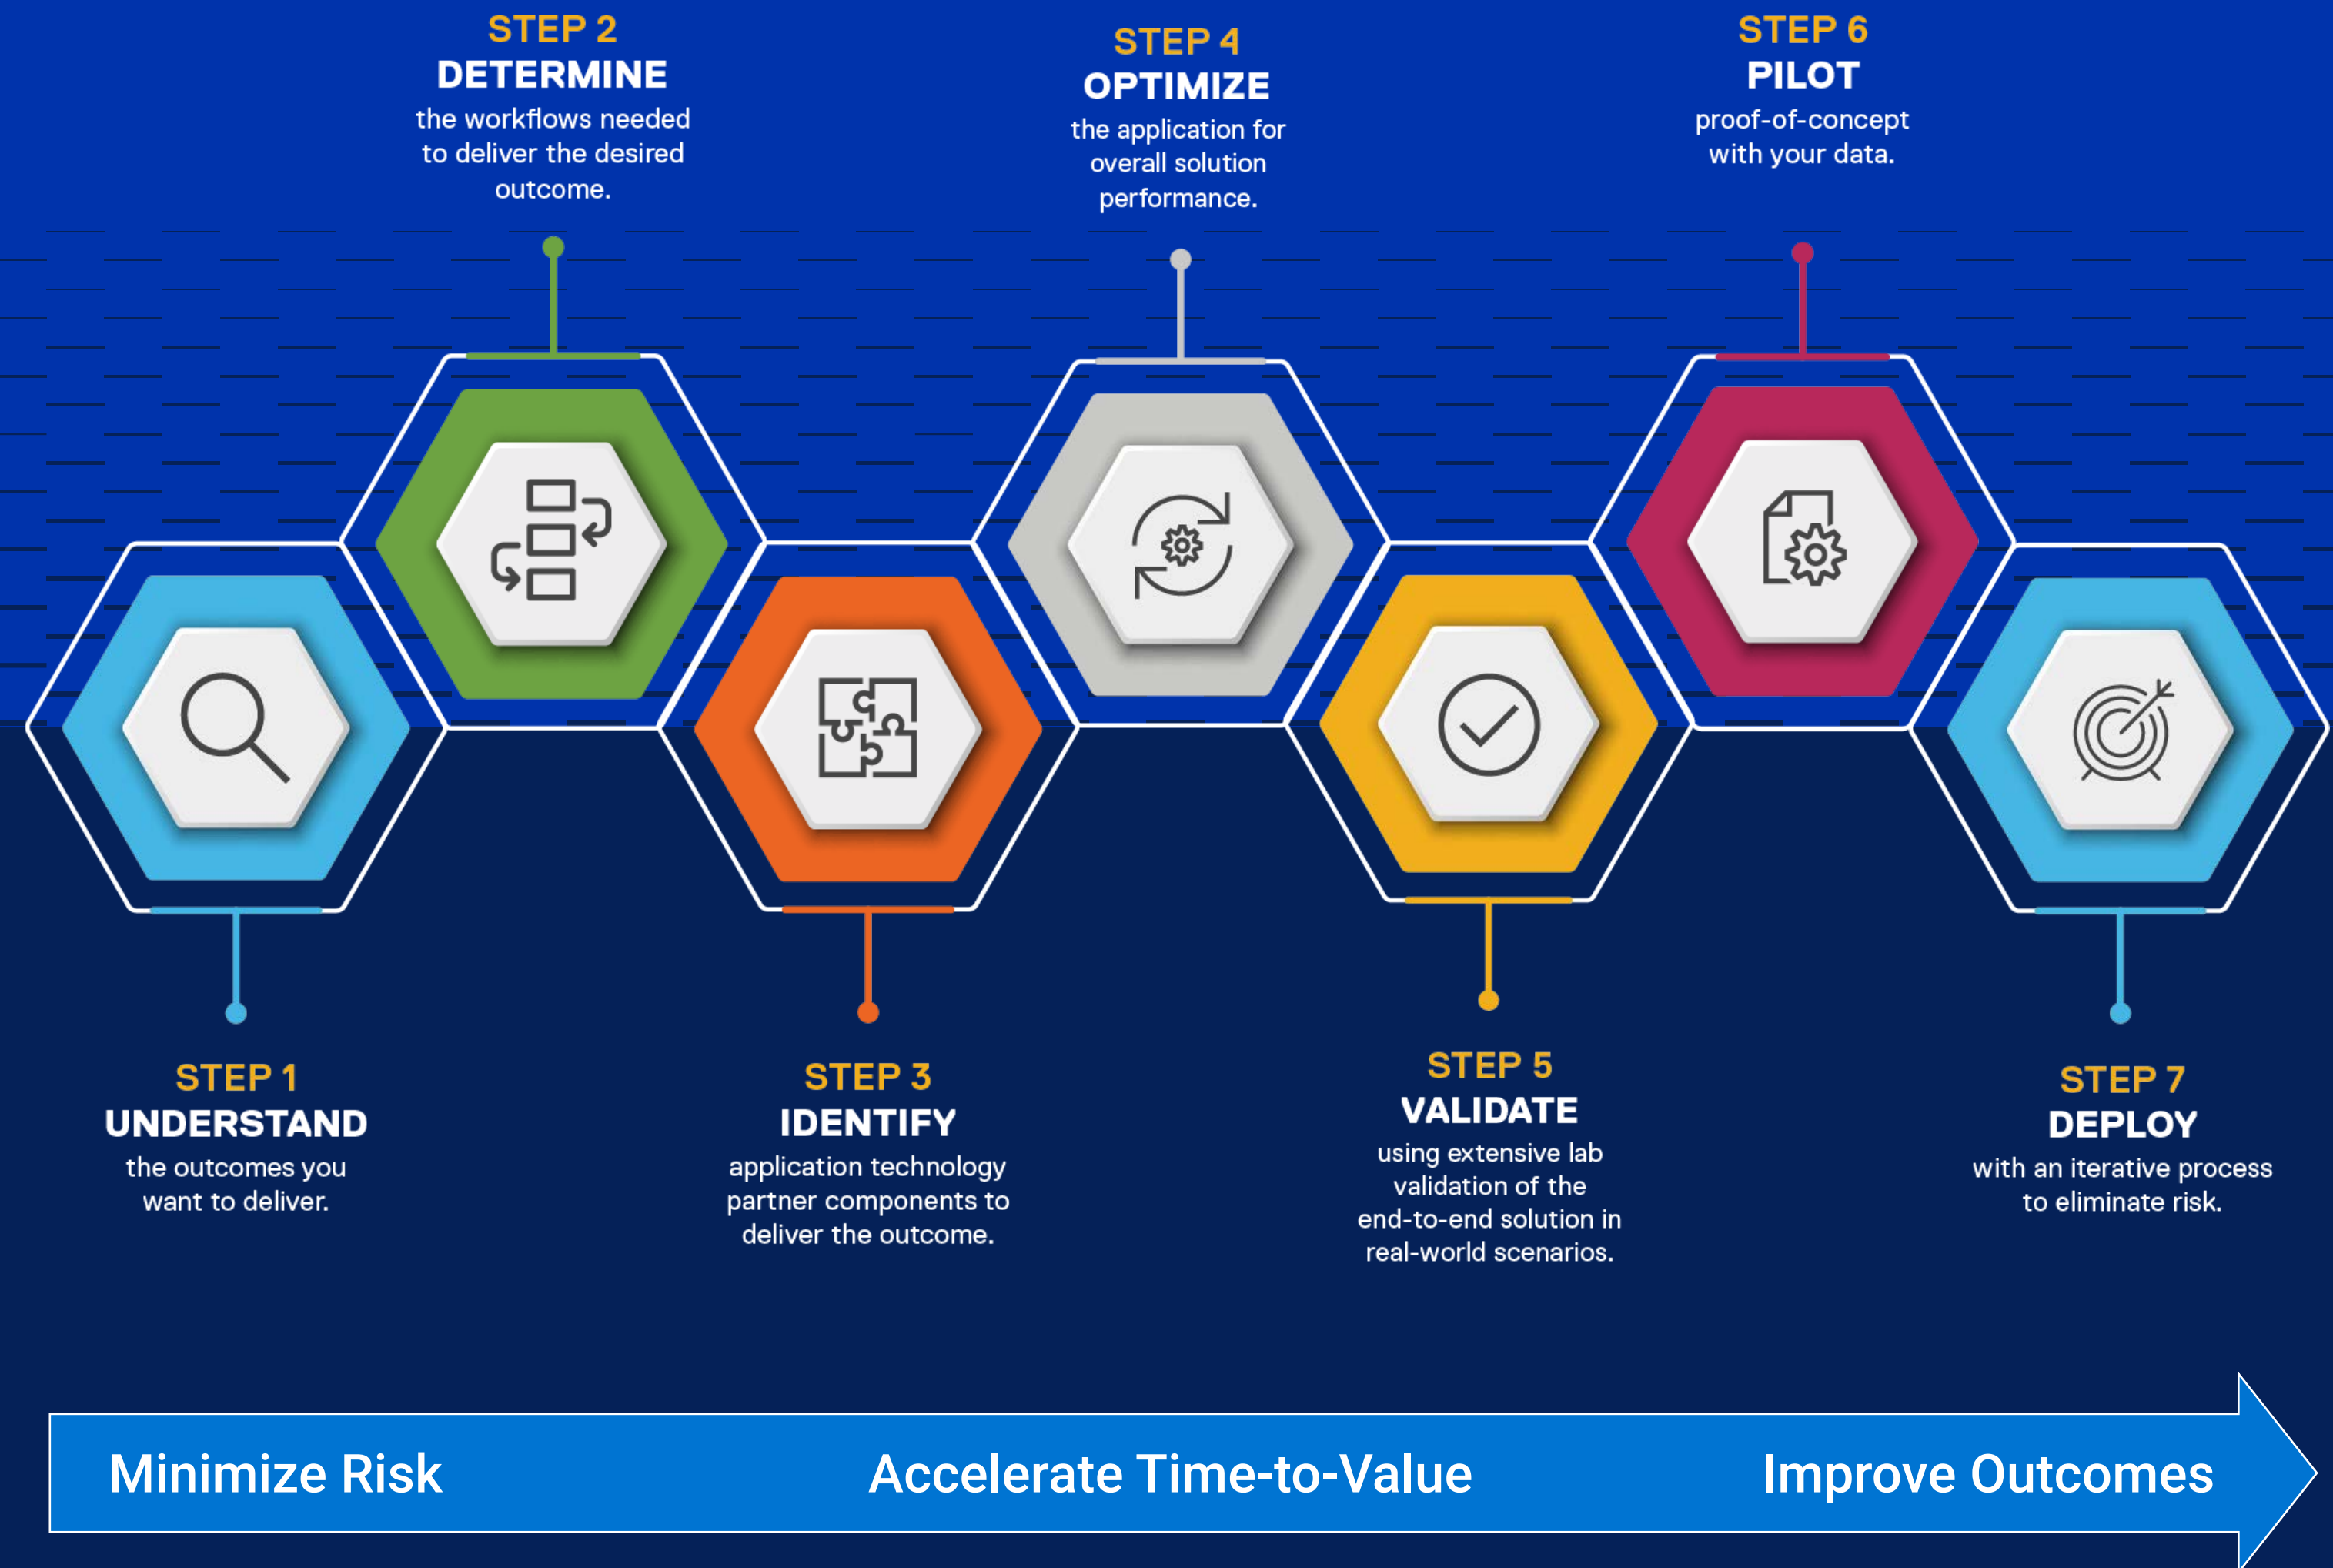 STEP 1
UNDERSTAND
the outcomes you
want to deliver.
STEP 2
DETERMINE
the workflows needed
to deliver the desired
outcome.
STEP 3
IDENTIFY
application technology
partner components to
deliver the outcome.
STEP 4
OPTIMIZE
the application for
overall solution
performance.
STEP 5
VALIDATE
using extensive lab
validation of the
end-to-end solution in
real-world scenarios.
STEP 6
PILOT
proof-of-concept
with your data.
STEP 7
DEPLOY
with an iterative process
to eliminate risk.
Minimize Risk
Accelerate Time-to-Value
Improve Outcomes